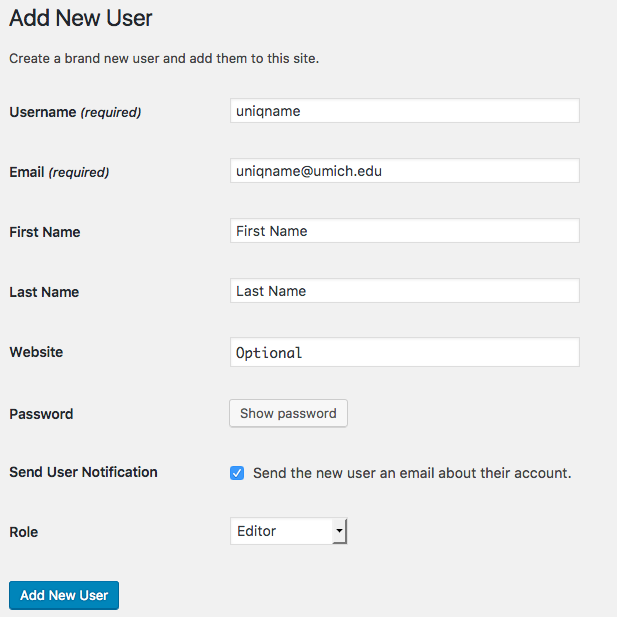 Add New User
Create a brand new user and add them to this site.
Username (required) uniqname
Email (required) uniqname@umich.edu
First Name First Name
Last Name Last Name
Website Optional
Password Show password
Send User Notification Send the new user an email about their account.
Role Editor
Add New User